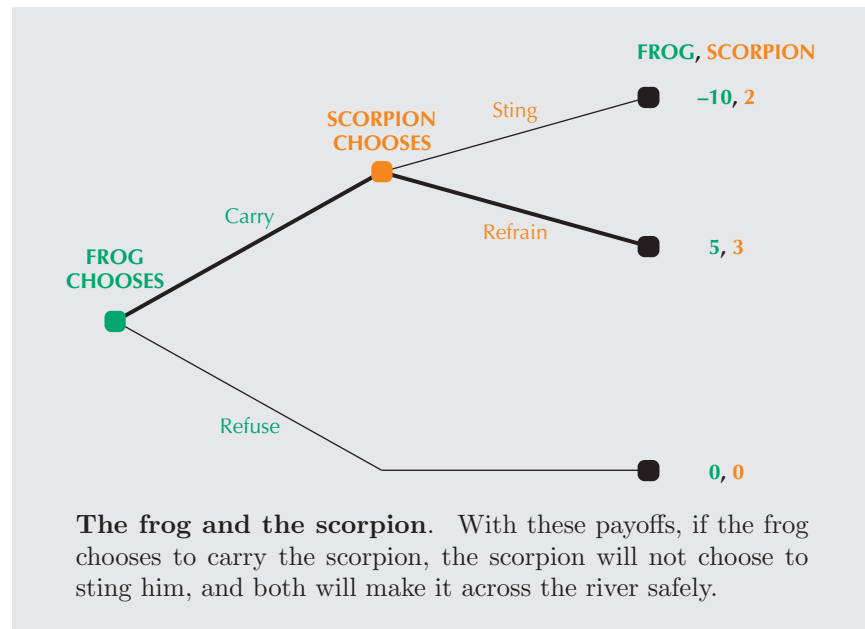 FROG, SCORPION
–10, 2
Sting
SCORPION
CHOOSES
Carry
Refrain
5, 3
FROG
CHOOSES
Refuse
0, 0
The frog and the scorpion. With these payoffs, if the frog
chooses to carry the scorpion, the scorpion will not choose to
sting him, and both will make it across the river safely.